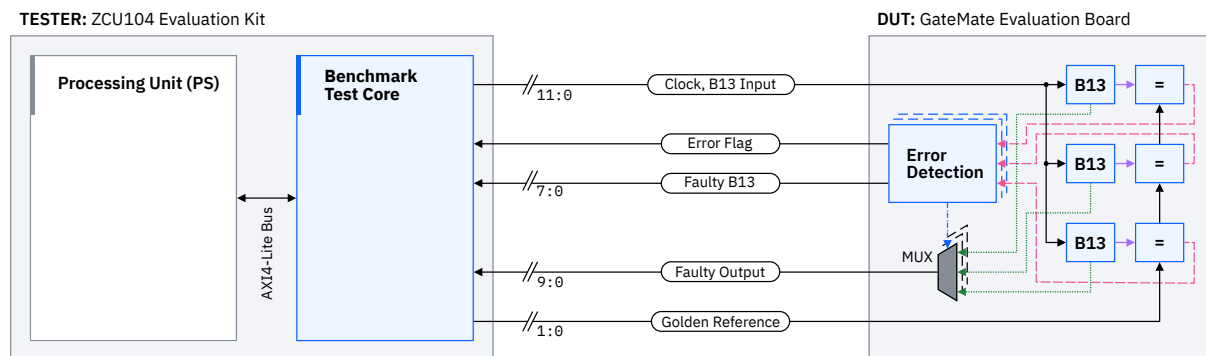 TESTER: ZCU104 Evaluation Kit
DUT: GateMate Evaluation Board
Processing Unit (PS)
Benchmark
Test Core
AXI4-Lite Bus
11:0
Clock, B13 Input
Error Flag
7:0
Faulty B13
9:0
Faulty Output
1:0
Golden Reference
Error
Detection
MUX
B13
=
B13
=
B13
=